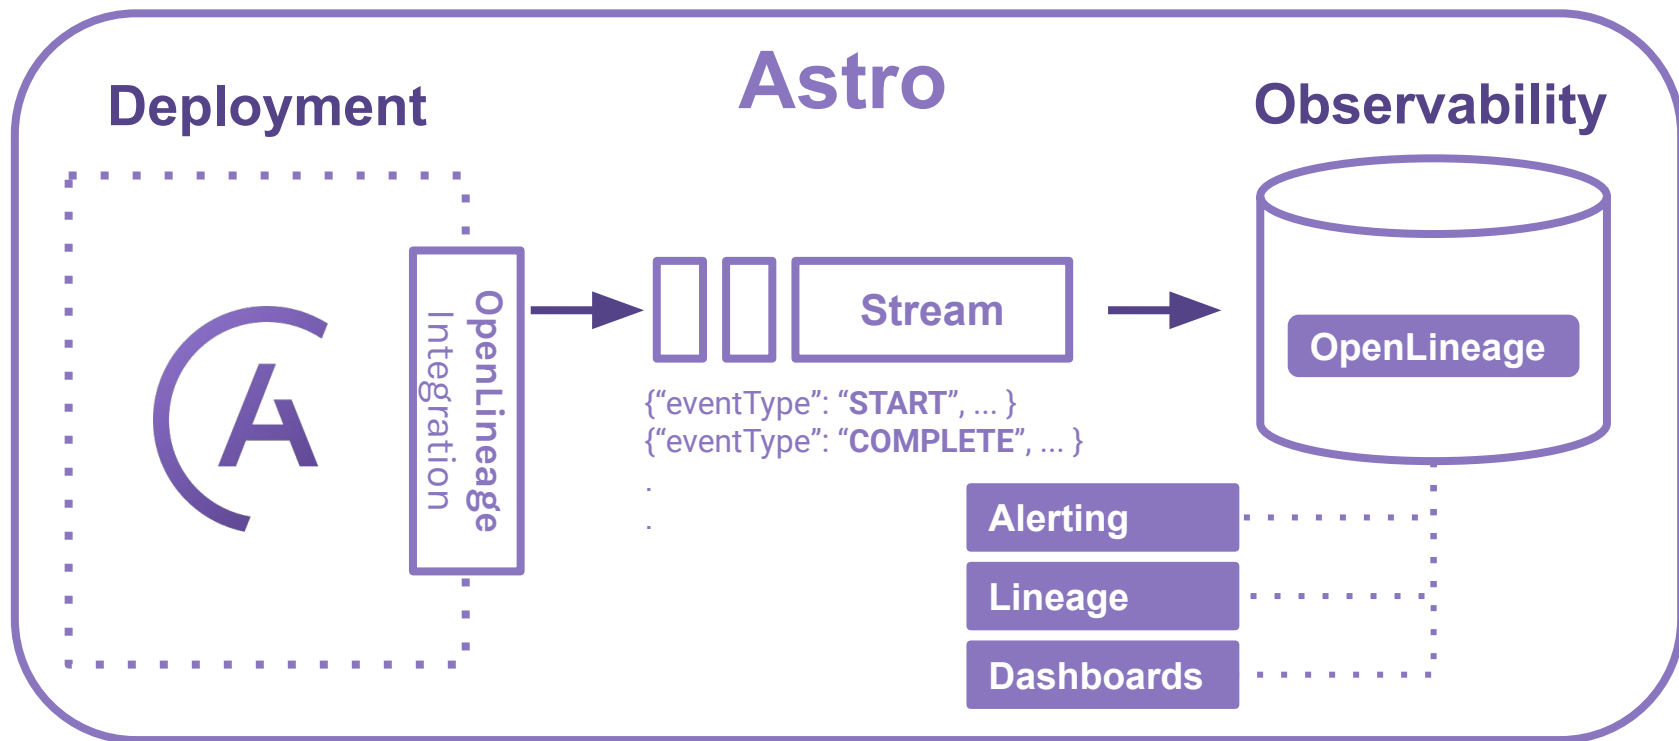 Astro
Deployment
Observability
OpenLineage
Integration
Stream
{“eventType”: “START”, ... }
{“eventType”: “COMPLETE”, ... }
.
.
OpenLineage
Alerting
Lineage
Dashboards